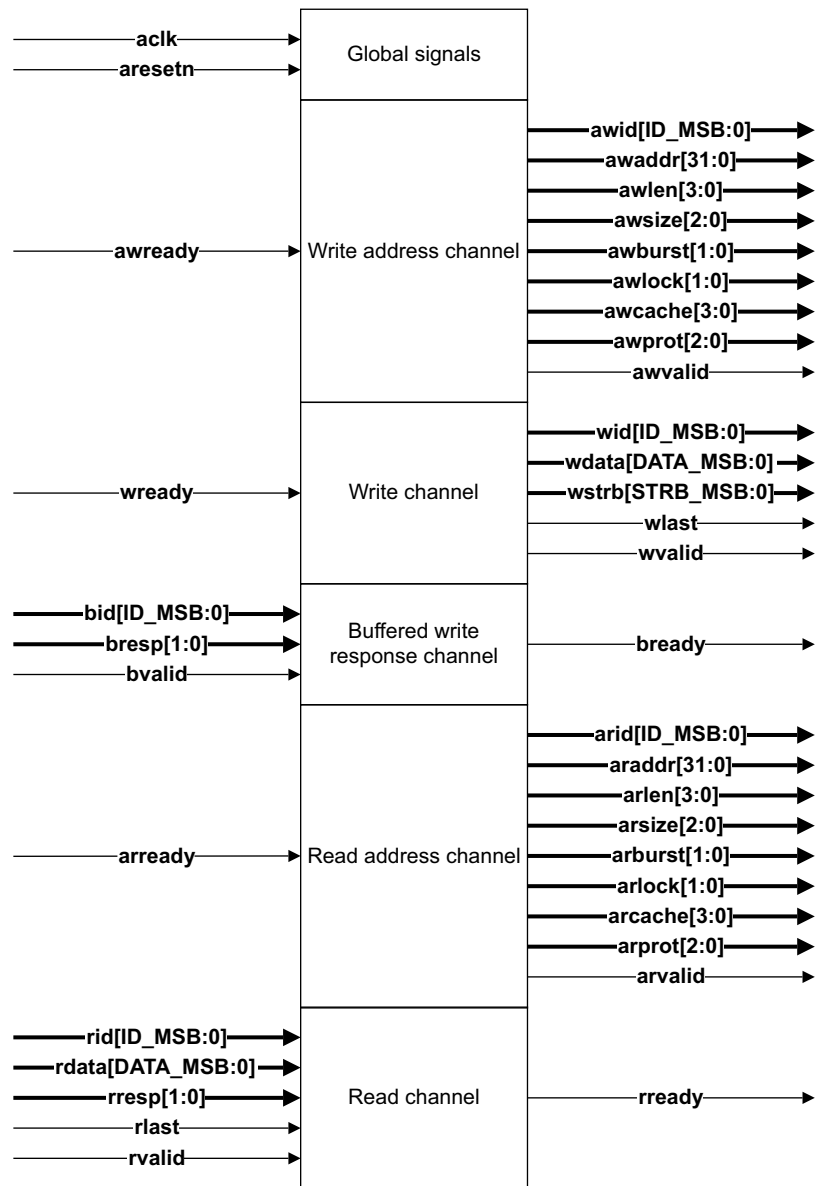 aclk
aresetn
Global signals
awready
Write address channel
awid[ID_MSB:0]
awaddr[31:0]
awlen[3:0]
awsize[2:0]
awburst[1:0]
awlock[1:0]
awcache[3:0]
awprot[2:0]
awvalid
wready
Write channel
wid[ID_MSB:0]
wdata[DATA_MSB:0]
wstrb[STRB_MSB:0]
wlast
wvalid
bid[ID_MSB:0]
bresp[1:0]
bvalid
Buffered write
response channel
bready
arready
Read address channel
arid[ID_MSB:0]
araddr[31:0]
arlen[3:0]
arsize[2:0]
arburst[1:0]
arlock[1:0]
arcache[3:0]
arprot[2:0]
arvalid
rid[ID_MSB:0]
rdata[DATA_MSB:0]
rresp[1:0]
rlast
rvalid
Read channel
rready